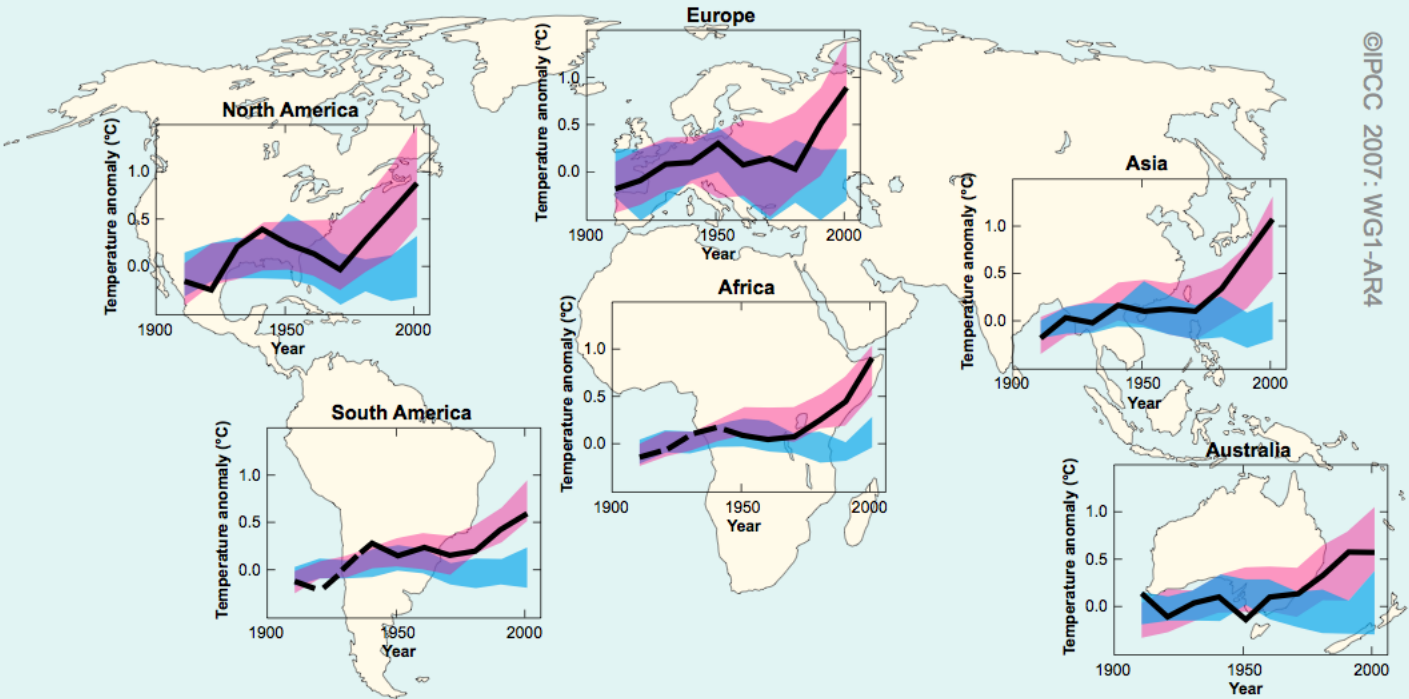 Europe
Temperature anomaly (°C)
1.0
0.5
0.0
1900
1950
2000
Year
North America
Temperature anomaly (°C)
1.0
0.5
0.0
1900
1950
2000
Year
Asia
Temperature anomaly (°C)
1.0
0.5
0.0
1900
1950
2000
Year
Africa
Temperature anomaly (°C)
1.0
0.5
0.0
1900
1950
2000
Year
South America
Temperature anomaly (°C)
1.0
0.5
0.0
1900
1950
2000
Year
Australia
Temperature anomaly (°C)
1.0
0.5
0.0
1900
1950
2000
Year
©IPCC 2007: WG1-AR4